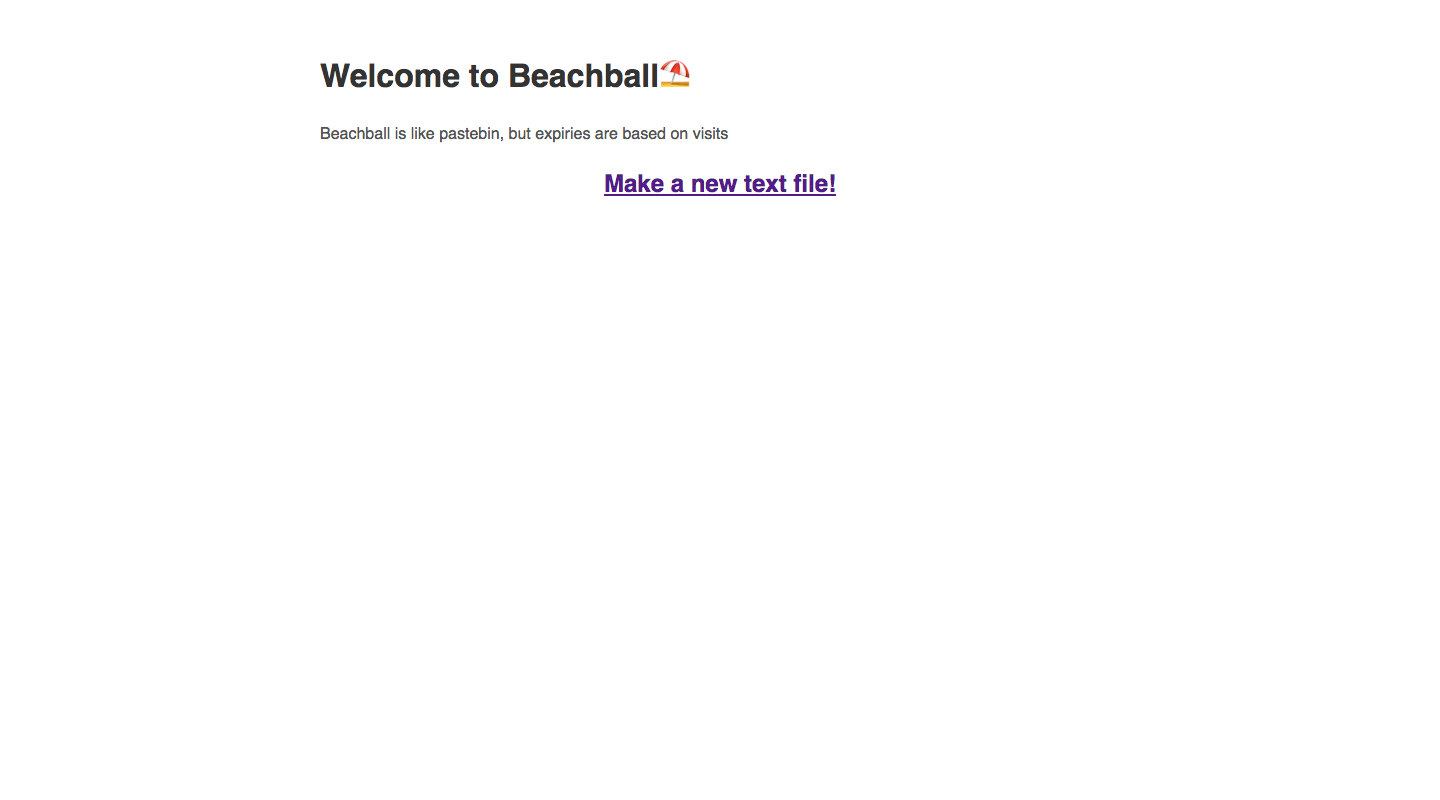 Welcome to Beachball⛱
Beachball is like pastebin, but expiries are based on visits
Make a new text file!